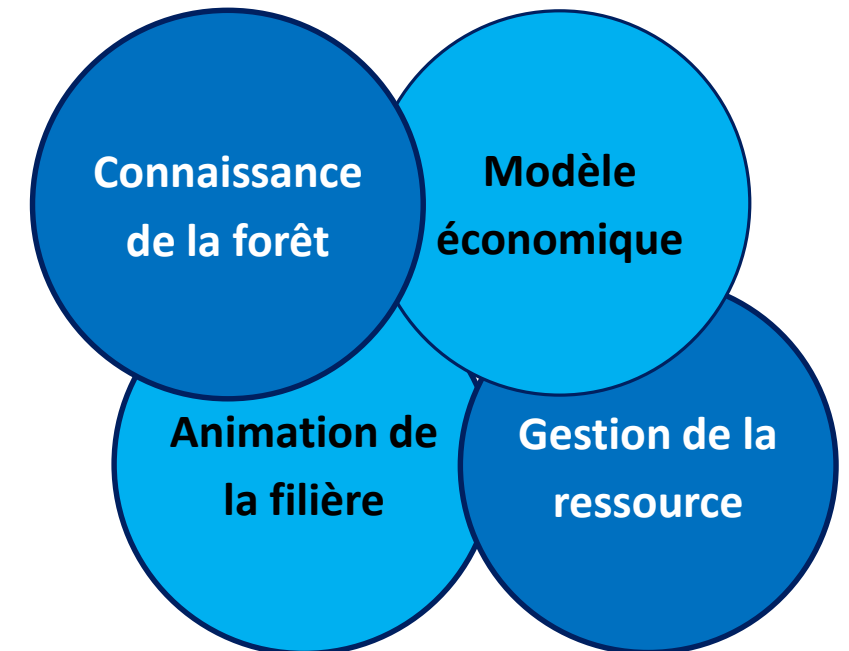 Connaissance
de la forêt
Modèle
économique
Animation de
la filière
Gestion de la
ressource